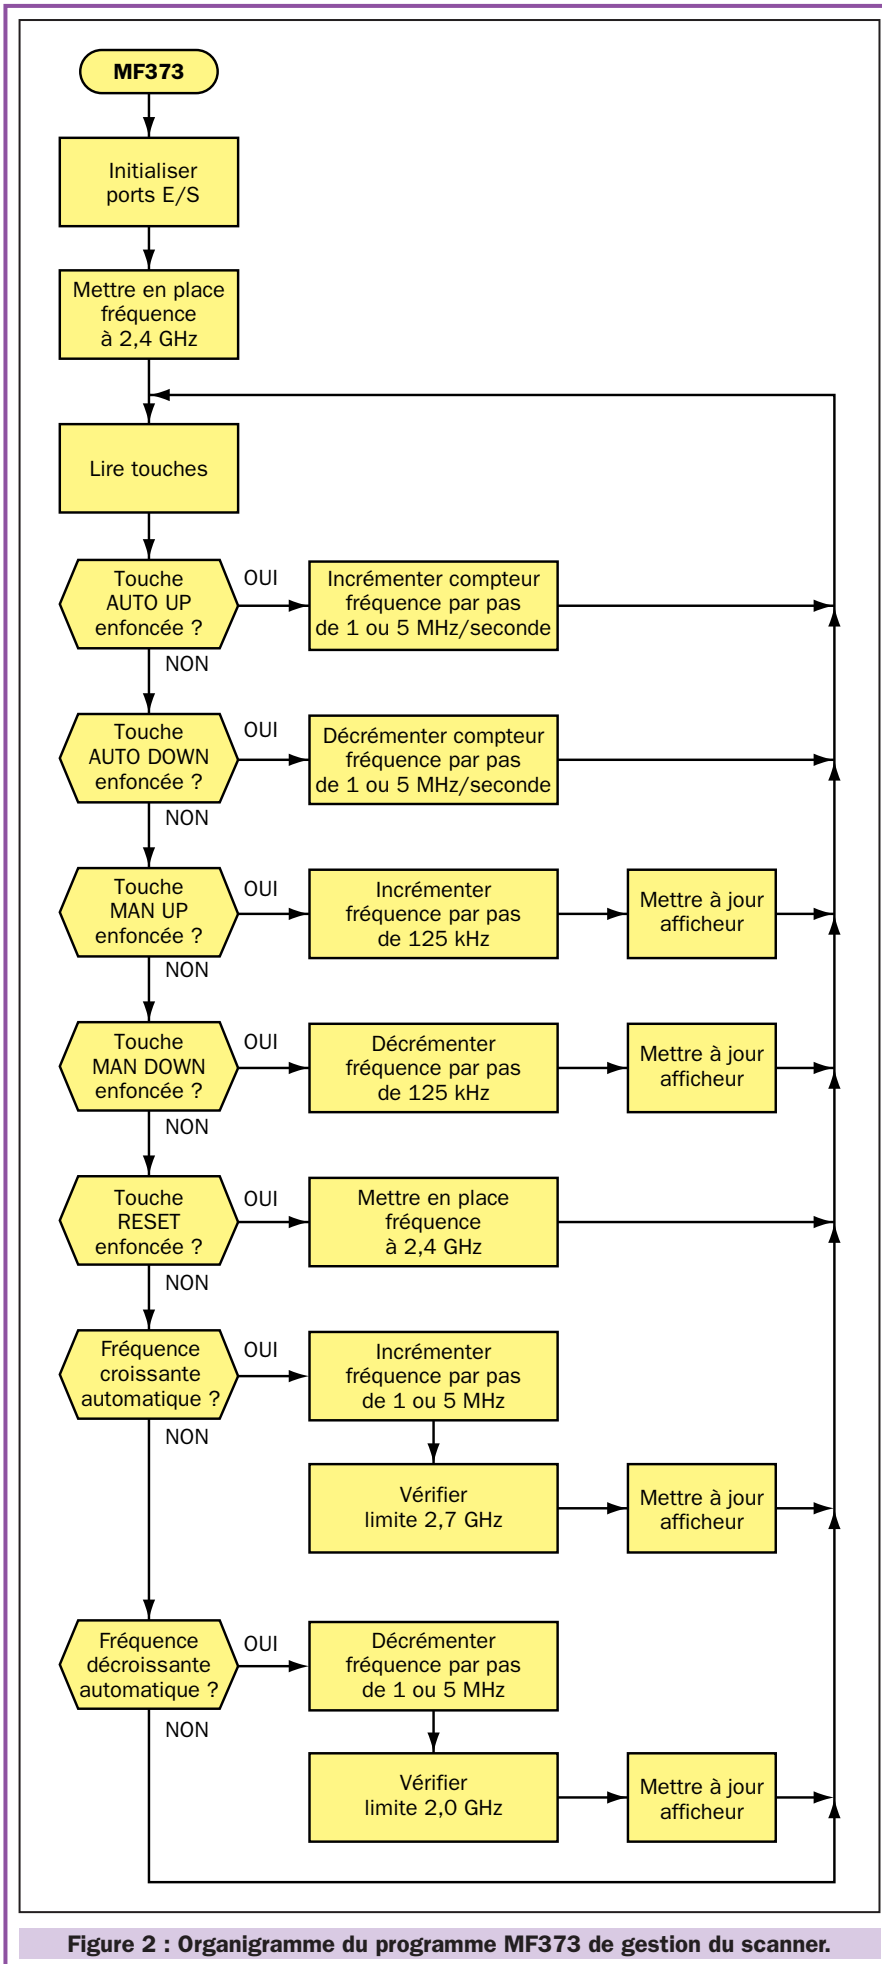 MF373
Initialiser
ports E/S
Mettre en place
fréquence
à 2,4 GHz
Lire touches
Touche
AUTO UP
enfoncée ?
OUI
Incrémenter compteur
fréquence par pas
de 1 ou 5 MHz/seconde
NON
Touche
AUTO DOWN
enfoncée ?
OUI
Décrémenter compteur
fréquence par pas
de 1 ou 5 MHz/seconde
NON
Touche
MAN UP
enfoncée ?
OUI
Incrémenter
fréquence par pas
de 125 kHz
Mettre à jour
afficheur
NON
Touche
MAN DOWN
enfoncée ?
OUI
Décrémenter
fréquence par pas
de 125 kHz
Mettre à jour
afficheur
NON
Touche
RESET
enfoncée ?
OUI
Mettre en place
fréquence
à 2,4 GHz
NON
Fréquence
croissante
automatique ?
OUI
Incrémenter
fréquence par pas
de 1 ou 5 MHz
NON
Vérifier
limite 2,7 GHz
Mettre à jour
afficheur
Fréquence
décroissante
automatique ?
OUI
Décrémenter
fréquence par pas
de 1 ou 5 MHz
NON
Vérifier
limite 2,0 GHz
Mettre à jour
afficheur
Figure 2 : Organigramme du programme MF373 de gestion du scanner.